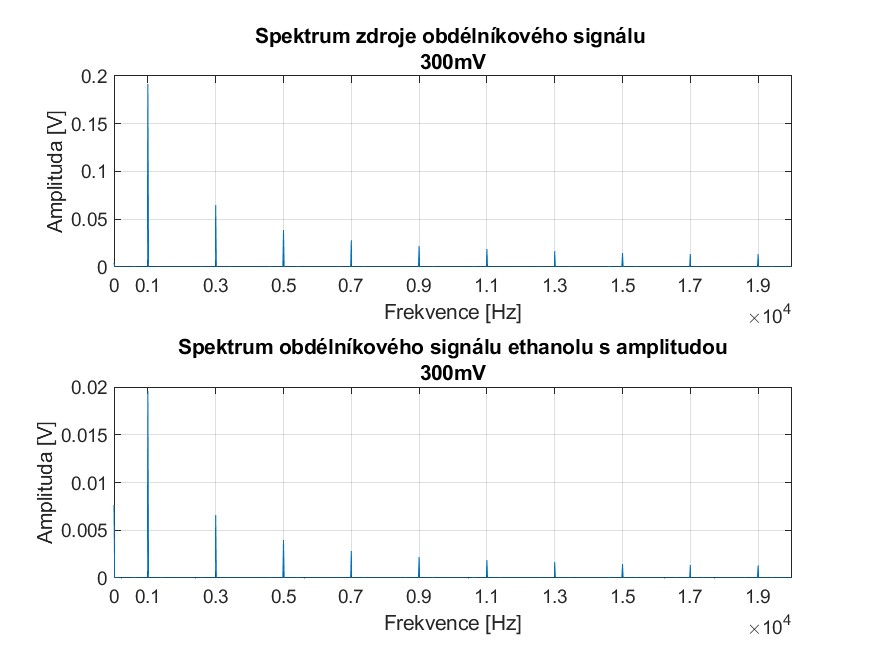 Spektrum zdroje obdélníkového signálu
300mV
Amplituda [V]
0.2
0.15
0.1
0.05
0
0 0.1 0.3 0.5 0.7 0.9 1.1 1.3 1.5 1.7 1.9
Frekvence [Hz]
×10⁴
Spektrum obdélníkového signálu ethanolu s amplitudou
300mV
Amplituda [V]
0.02
0.015
0.01
0.005
0
0 0.1 0.3 0.5 0.7 0.9 1.1 1.3 1.5 1.7 1.9
Frekvence [Hz]
×10⁴